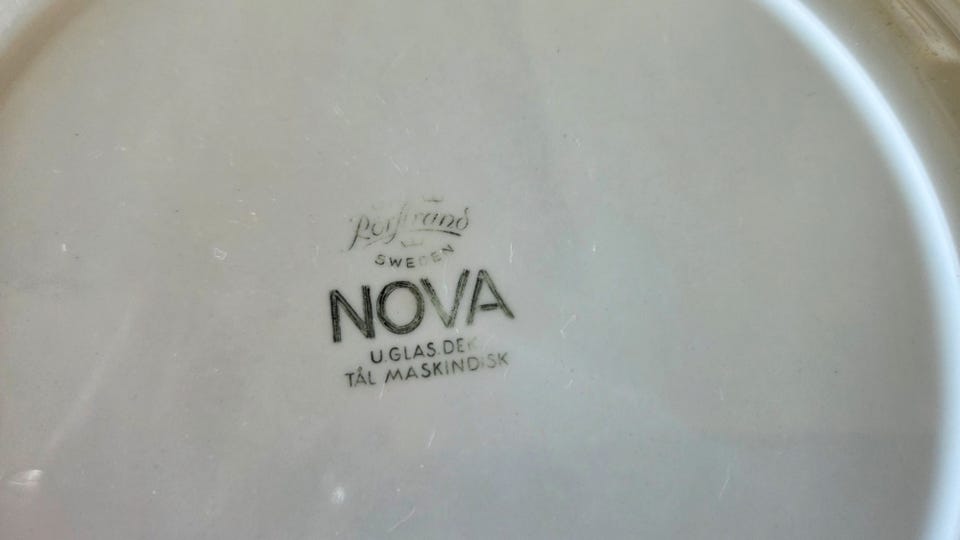 Rörstrand
SWEDEN
NOVA
U.GLAS.DEK
TÅL MASKINDISK